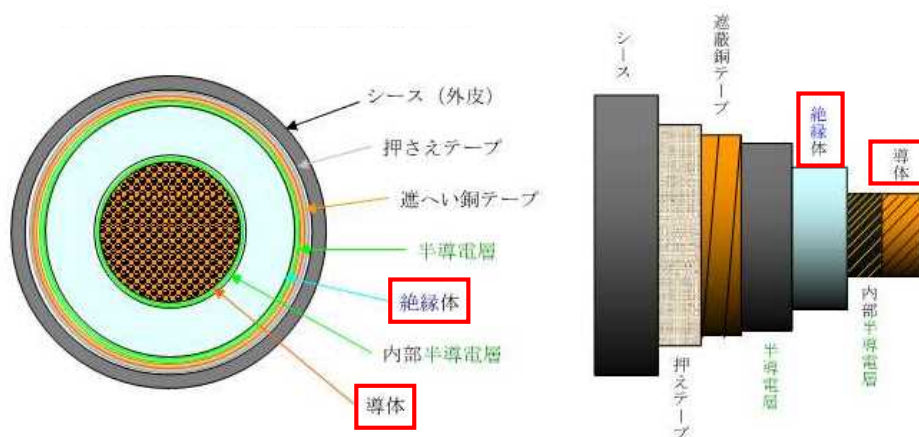 シース（外皮）
押さえテープ
遮へい銅テープ
半導電層
絶縁体
内部半導電層
導体
シース
遮蔽銅テープ
絶縁体
導体
押えテープ
半導電層
内部半導電層